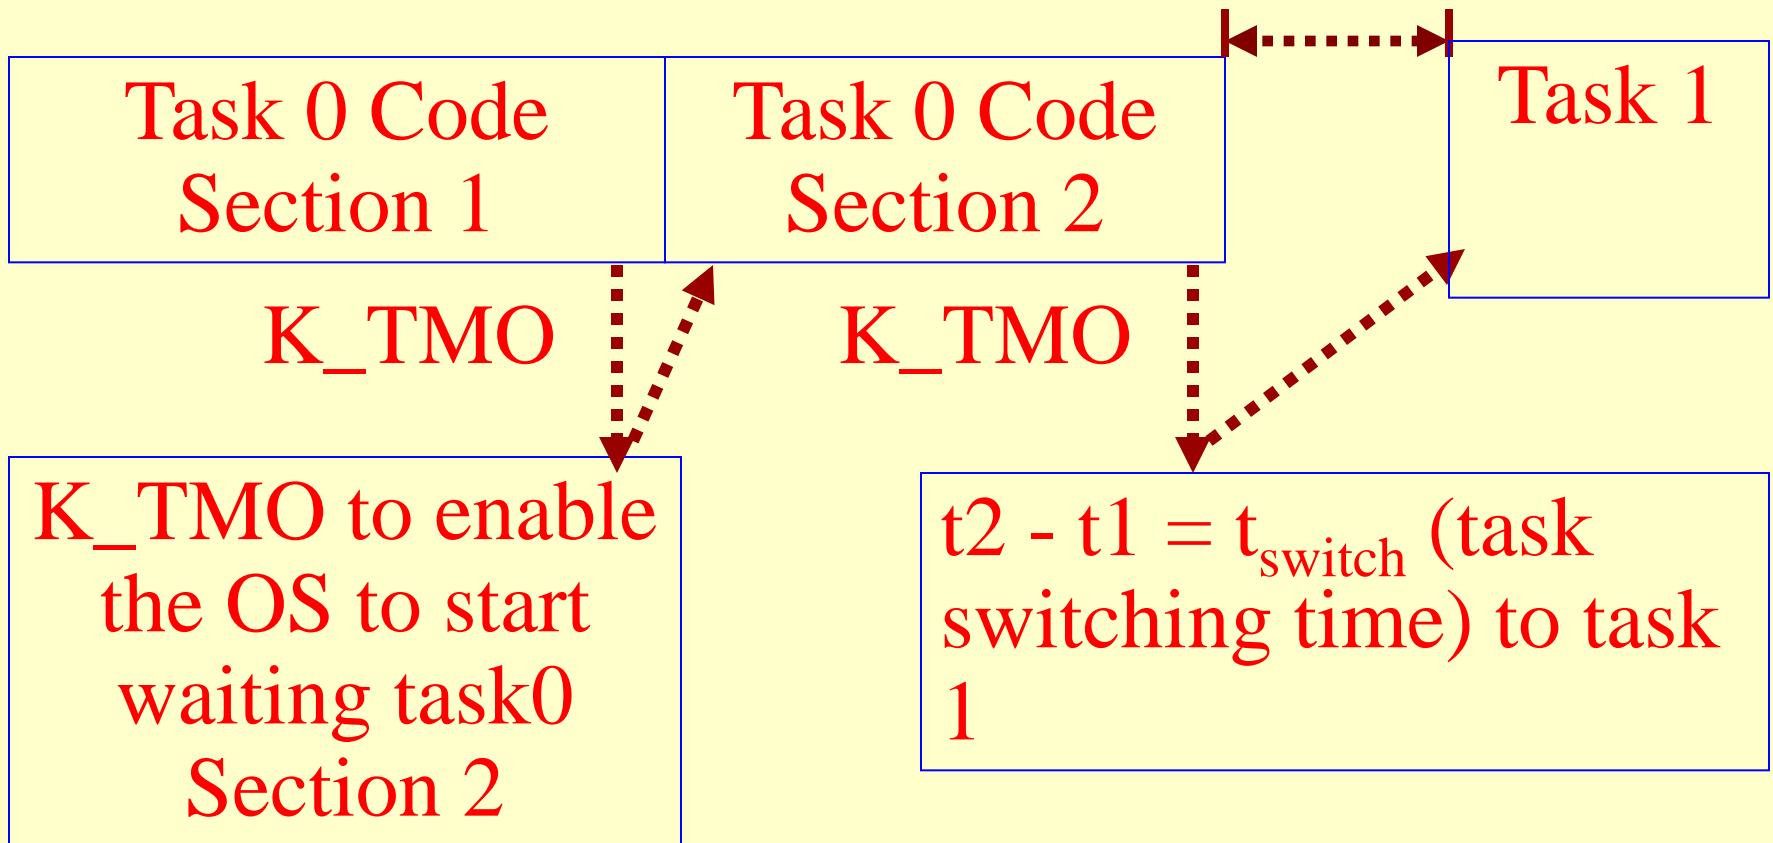 Task 0 Code
Section 1
Task 0 Code
Section 2
Task 1
K_TMO
K_TMO
K_TMO to enable
the OS to start
waiting task0
Section 2
t2 - t1 = tswitch (task
switching time) to task
1